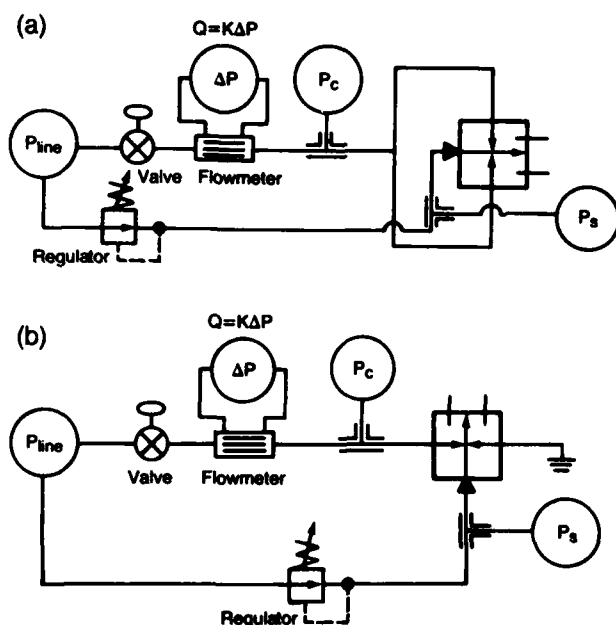 (a)
Q=KΔP
ΔP
Pc
Pline
Valve
Flowmeter
Regulator
Ps
(b)
Q=KΔP
ΔP
Pc
Pline
Valve
Flowmeter
Ps
Regulator